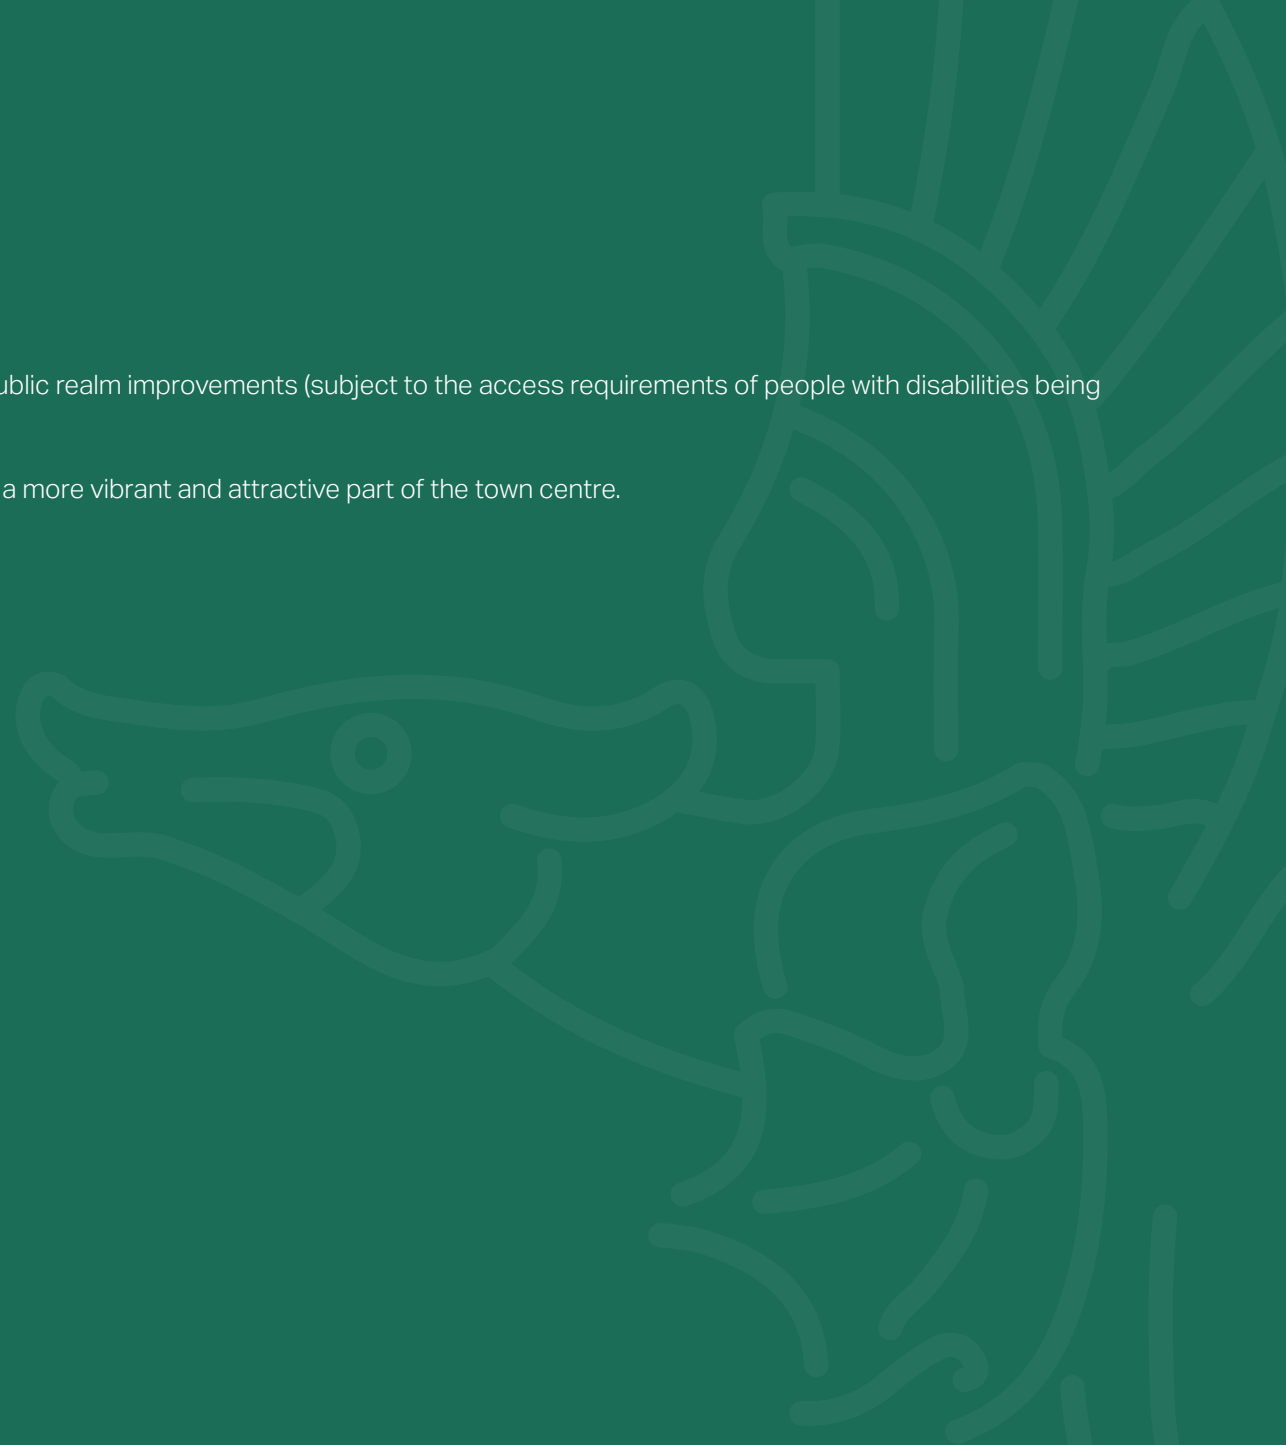 ublic realm improvements (subject to the access requirements of people with disabilities being
a more vibrant and attractive part of the town centre.